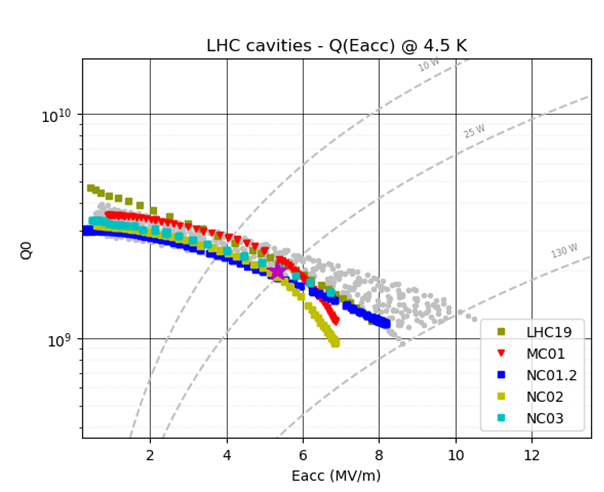 LHC cavities - Q(Eacc) @ 4.5 K
10 W
25 W
130 W
10^10
10^9
Q0
2 4 6 8 10 12
Eacc (MV/m)
LHC19
MC01
NC01.2
NC02
NC03